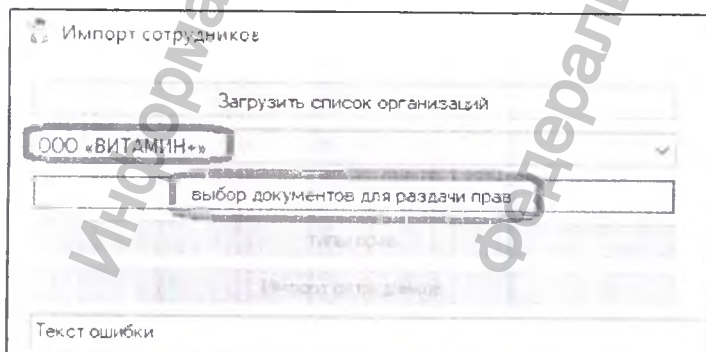 Импорт сотрудников
Загрузить список организаций
ООО «ВИТАМИН+»
выбор документов для раздачи прав
Текст ошибки